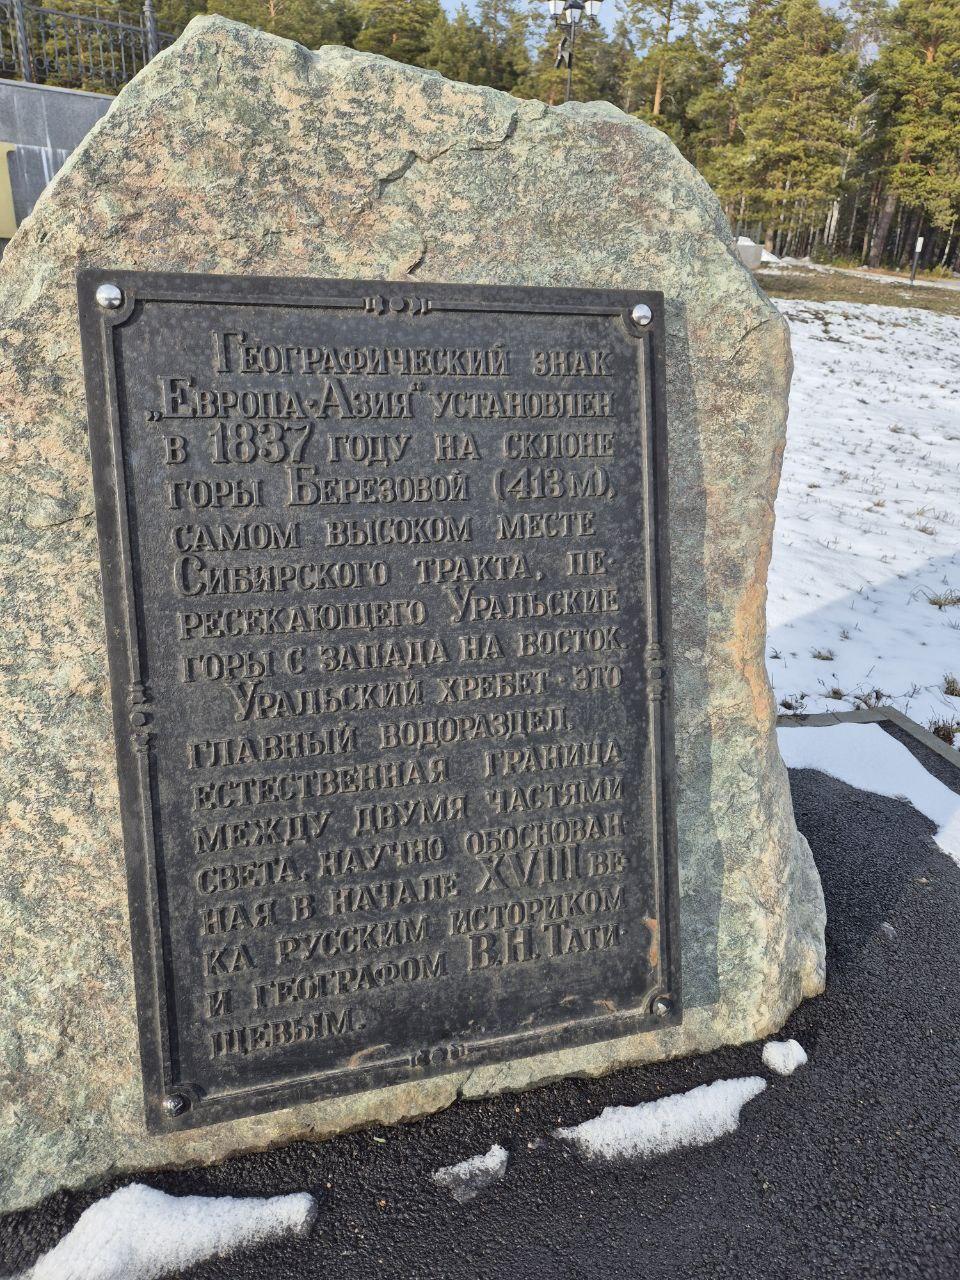 Географический знак
„Европа-Азия“ установлен
в 1837 году на склоне
горы Березовой (413м),
самом высоком месте
Сибирского тракта, пе-
ресекающего Уральские
горы с запада на восток.
Уральский хребет - это
главный водораздел,
естественная граница
между двумя частями
света, научно обоснован-
ная в начале XVIII ве-
ка русским историком
и географом В.Н. Тати-
щевым.